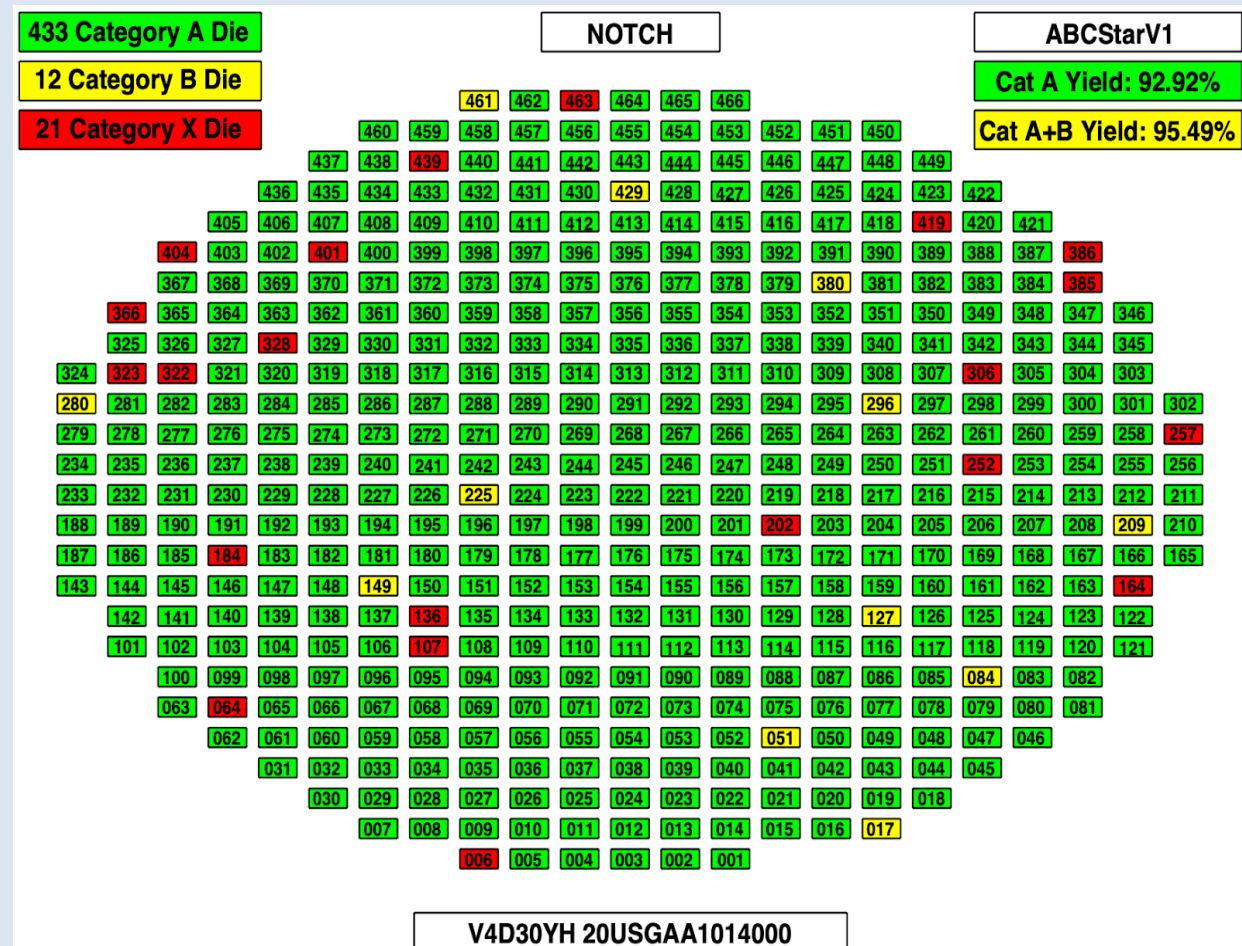 433 Category A Die
NOTCH
ABCStarV1
12 Category B Die
Cat A Yield: 92.92%
21 Category X Die
Cat A+B Yield: 95.49%
461 462 463 464 465 466
460 459 458 457 456 455 454 453 452 451 450
437 438 439 440 441 442 443 444 445 446 447 448 449
436 435 434 433 432 431 430 429 428 427 426 425 424 423 422
405 406 407 408 409 410 411 412 413 414 415 416 417 418 419 420 421
404 403 402 401 400 399 398 397 396 395 394 393 392 391 390 389 388 387 386
367 368 369 370 371 372 373 374 375 376 377 378 379 380 381 382 383 384 385
366 365 364 363 362 361 360 359 358 357 356 355 354 353 352 351 350 349 348 347 346
325 326 327 328 329 330 331 332 333 334 335 336 337 338 339 340 341 342 343 344 345
324 323 322 321 320 319 318 317 316 315 314 313 312 311 310 309 308 307 306 305 304 303
280 281 282 283 284 285 286 287 288 289 290 291 292 293 294 295 296 297 298 299 300 301 302
279 278 277 276 275 274 273 272 271 270 269 268 267 266 265 264 263 262 261 260 259 258 257
234 235 236 237 238 239 240 241 242 243 244 245 246 247 248 249 250 251 252 253 254 255 256
233 232 231 230 229 228 227 226 225 224 223 222 221 220 219 218 217 216 215 214 213 212 211
188 189 190 191 192 193 194 195 196 197 198 199 200 201 202 203 204 205 206 207 208 209 210
187 186 185 184 183 182 181 180 179 178 177 176 175 174 173 172 171 170 169 168 167 166 165
143 144 145 146 147 148 149 150 151 152 153 154 155 156 157 158 159 160 161 162 163 164
142 141 140 139 138 137 136 135 134 133 132 131 130 129 128 127 126 125 124 123 122
101 102 103 104 105 106 107 108 109 110 111 112 113 114 115 116 117 118 119 120 121
100 099 098 097 096 095 094 093 092 091 090 089 088 087 086 085 084 083 082
063 064 065 066 067 068 069 070 071 072 073 074 075 076 077 078 079 080 081
062 061 060 059 058 057 056 055 054 053 052 051 050 049 048 047 046
031 032 033 034 035 036 037 038 039 040 041 042 043 044 045
030 029 028 027 026 025 024 023 022 021 020 019 018
007 008 009 010 011 012 013 014 015 016 017
006 005 004 003 002 001
V4D30YH 20USGAA1014000